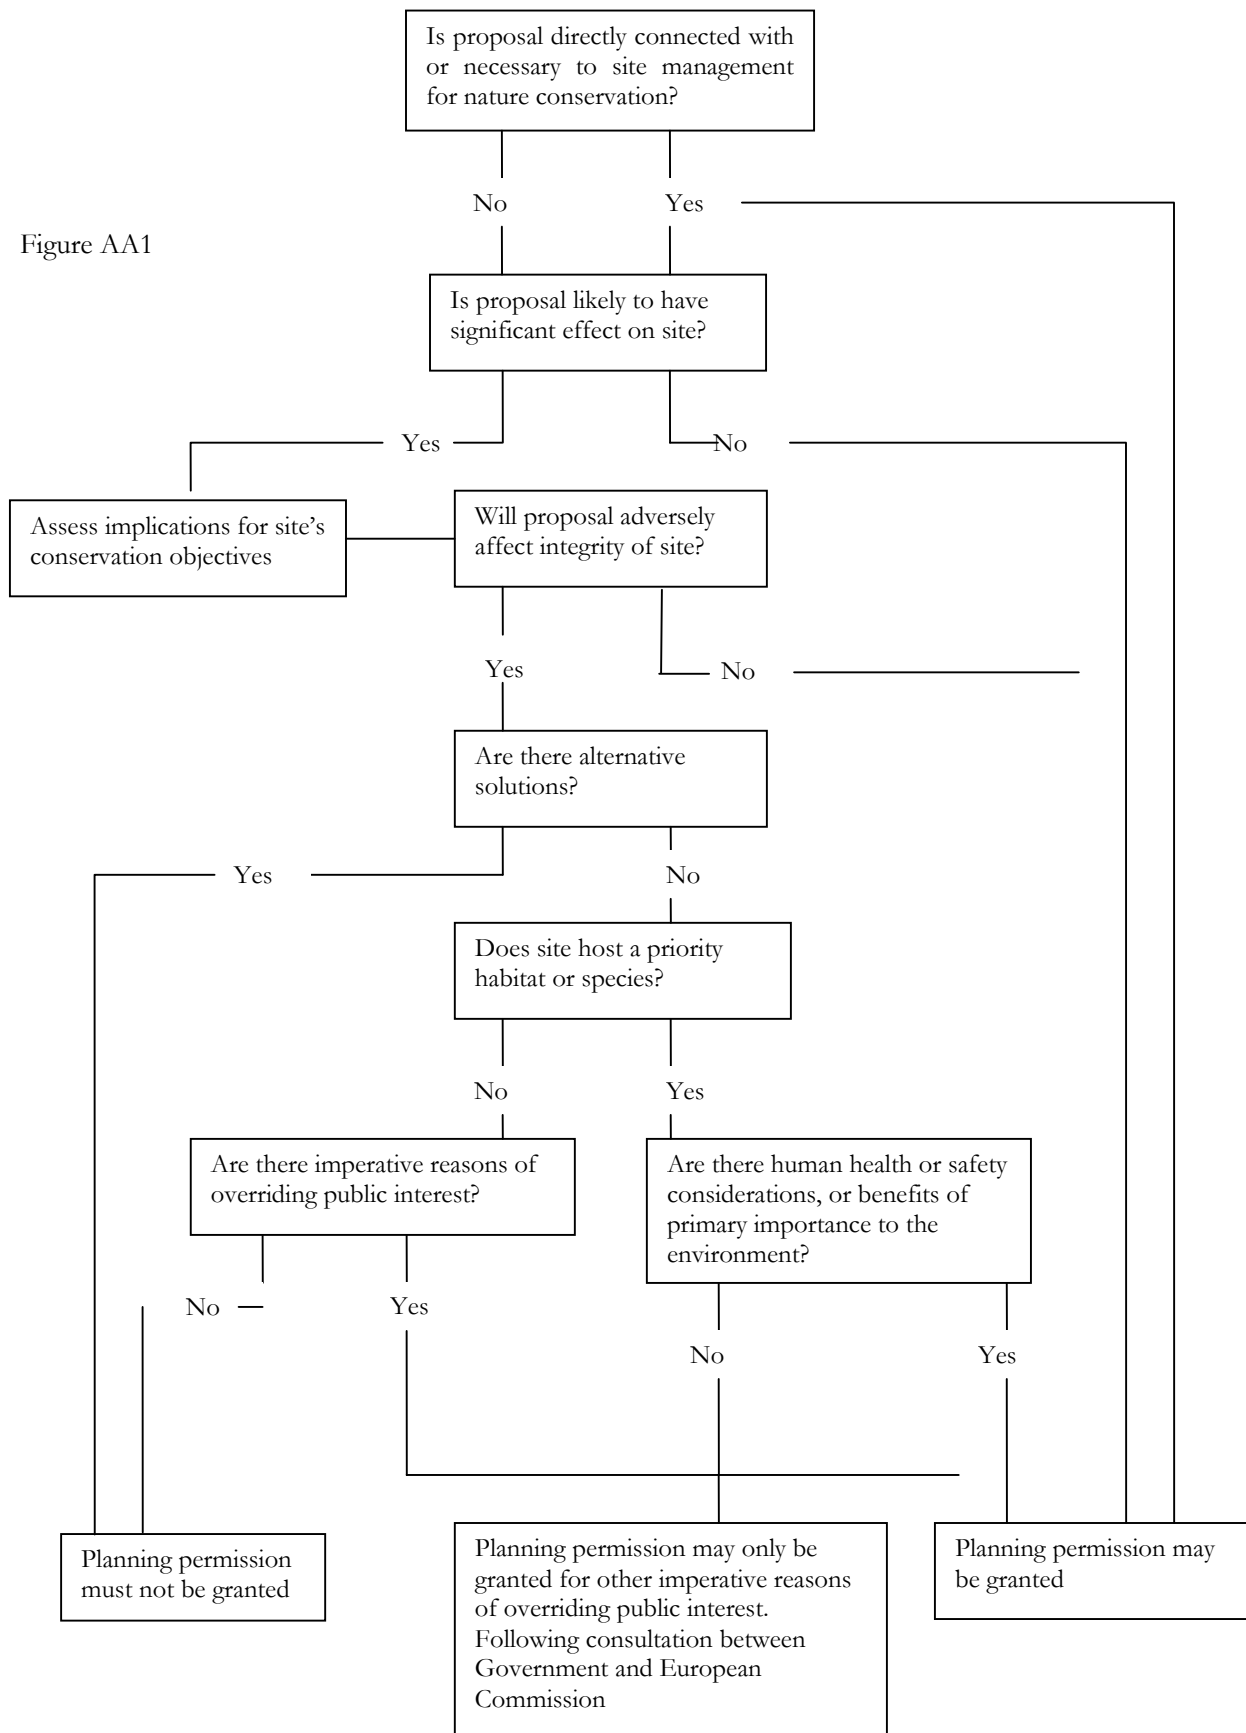 Is proposal directly connected with
or necessary to site management
for nature conservation?
No
Yes
Figure AA1
Is proposal likely to have
significant effect on site?
Yes
No
Assess implications for site’s
conservation objectives
Will proposal adversely
affect integrity of site?
Yes
No
Are there alternative
solutions?
Yes
No
Does site host a priority
habitat or species?
No
Yes
Are there imperative reasons of
overriding public interest?
Are there human health or safety
considerations, or benefits of
primary importance to the
environment?
No
Yes
No
Yes
Planning permission
must not be granted
Planning permission may only be
granted for other imperative reasons
of overriding public interest.
Following consultation between
Government and European
Commission
Planning permission may
be granted